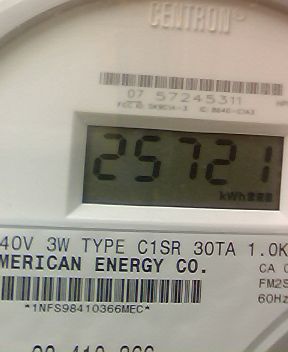 CENTRON
07 57245311
25721
kWh
40V 3W TYPE C1SR 30TA 1.0K
MERICAN ENERGY CO.
CA 0
FM2S
60Hz
*1NFS98410366MEC*